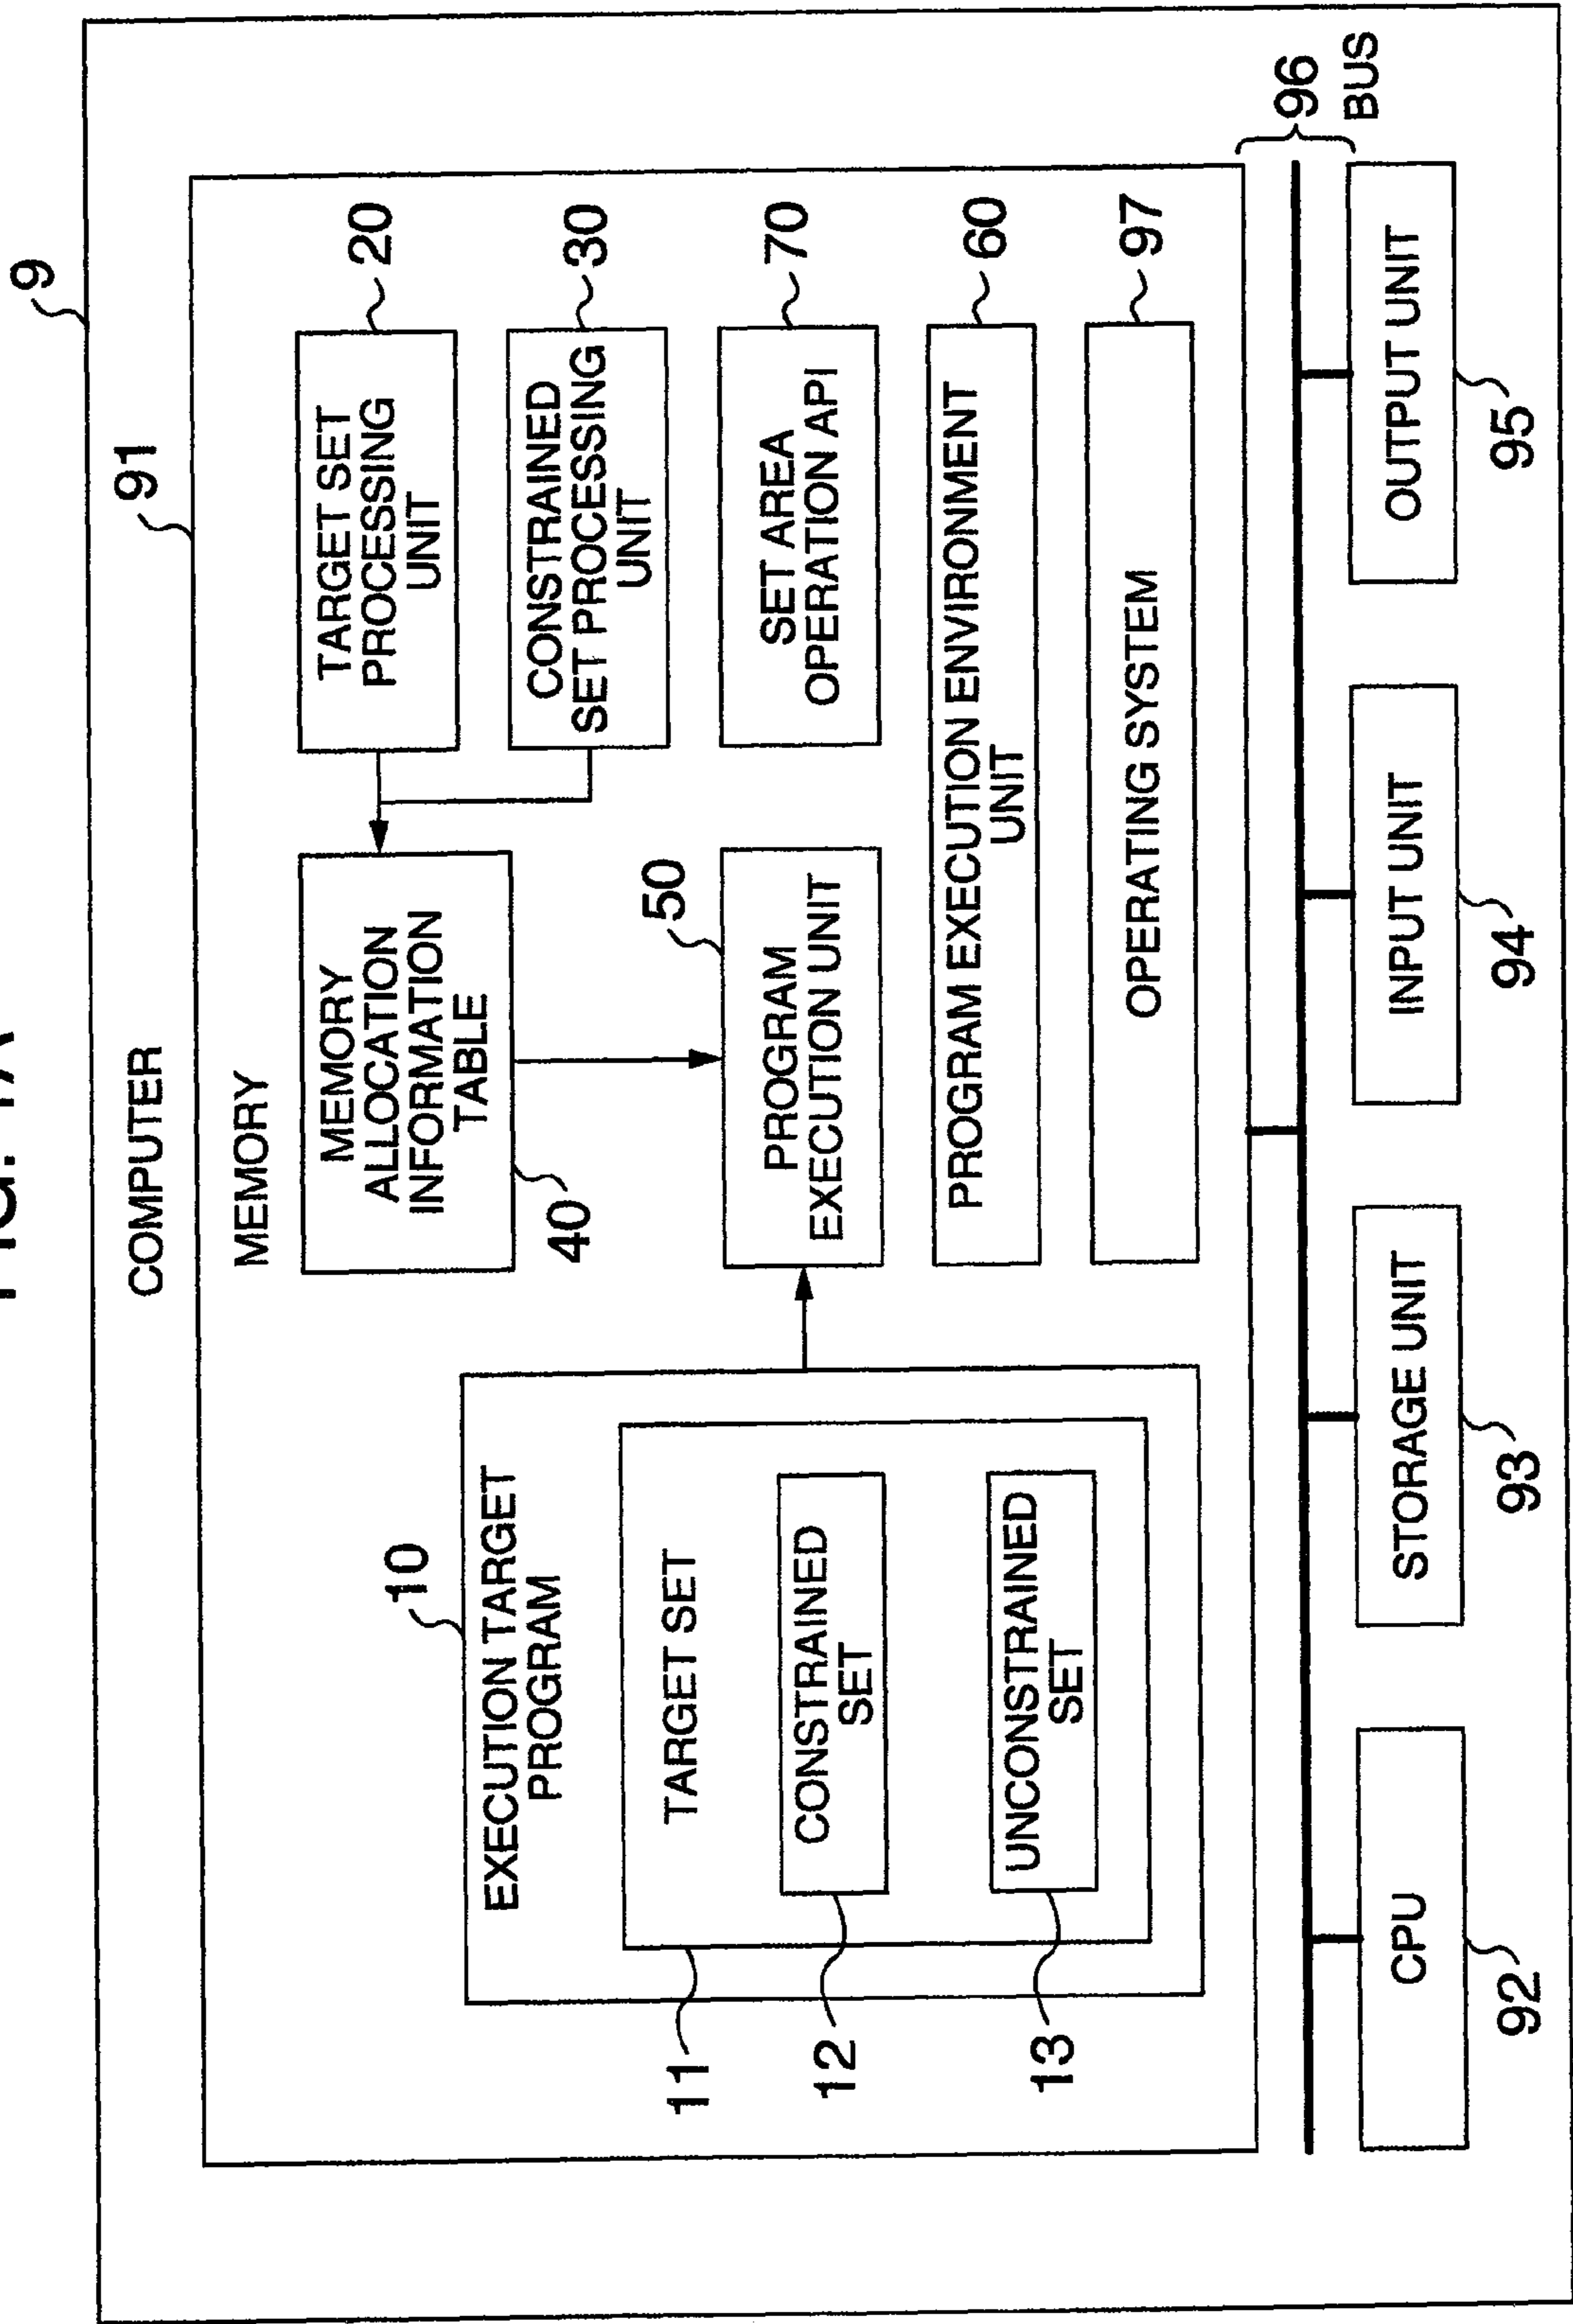 9
COMPUTER
91
MEMORY
MEMORY
ALLOCATION
INFORMATION
TABLE
40
TARGET SET
PROCESSING
UNIT
20
CONSTRAINED
SET PROCESSING
UNIT
30
10
EXECUTION TARGET
PROGRAM
TARGET SET
11
CONSTRAINED
SET
12
UNCONSTRAINED
SET
13
50
PROGRAM
EXECUTION UNIT
SET AREA
OPERATION API
70
PROGRAM EXECUTION ENVIRONMENT
UNIT
60
OPERATING SYSTEM
97
96
BUS
CPU
92
STORAGE UNIT
93
INPUT UNIT
94
OUTPUT UNIT
95